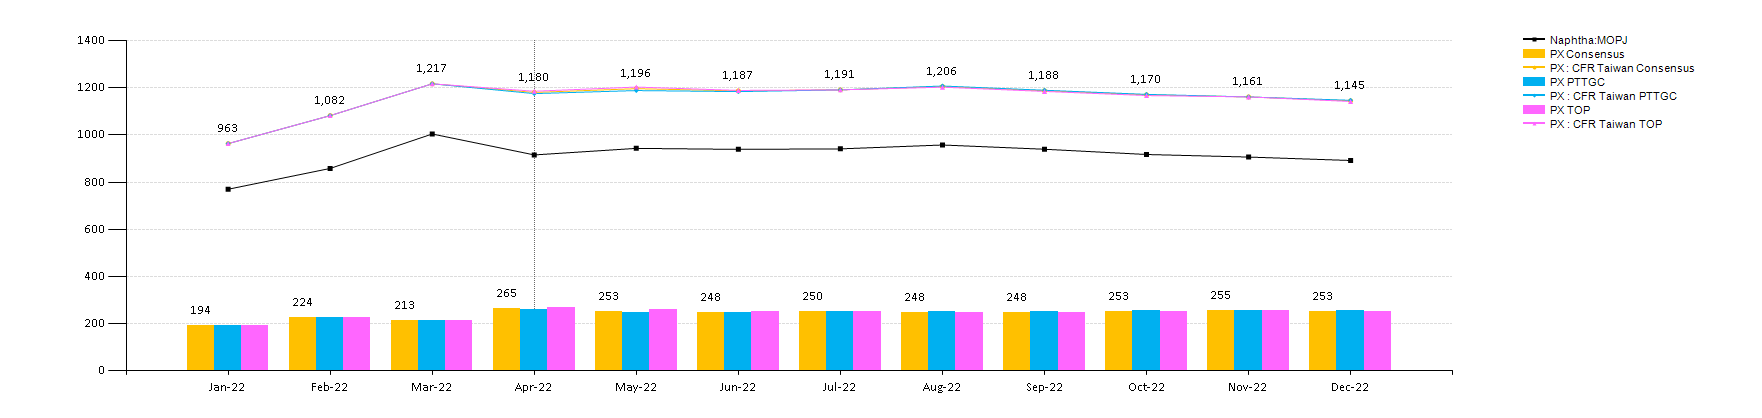 1400
1200
1000
800
600
400
200
0
963
1,082
1,217
1,180
1,196
1,187
1,191
1,206
1,188
1,170
1,161
1,145
194
224
213
265
253
248
250
248
248
253
255
253
Jan-22
Feb-22
Mar-22
Apr-22
May-22
Jun-22
Jul-22
Aug-22
Sep-22
Oct-22
Nov-22
Dec-22
Naphtha:MOPJ
PX Consensus
PX : CFR Taiwan Consensus
PX PTTGC
PX : CFR Taiwan PTTGC
PX TOP
PX : CFR Taiwan TOP